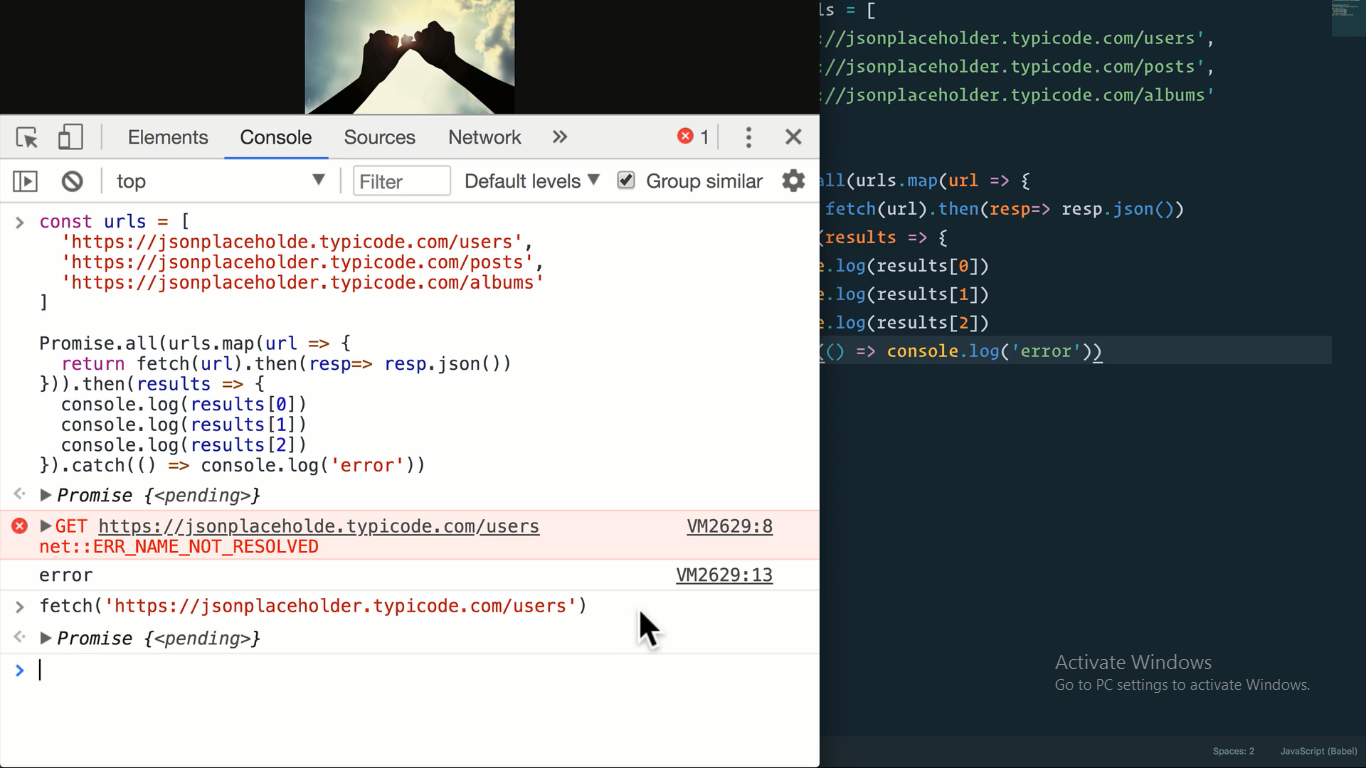 Elements Console Sources Network » 1
top Filter Default levels Group similar
const urls = [
'https://jsonplaceholde.typicode.com/users',
'https://jsonplaceholder.typicode.com/posts',
'https://jsonplaceholder.typicode.com/albums'
]
Promise.all(urls.map(url => {
return fetch(url).then(resp=> resp.json())
})).then(results => {
console.log(results[0])
console.log(results[1])
console.log(results[2])
}).catch(() => console.log('error'))
Promise {<pending>}
GET https://jsonplaceholde.typicode.com/users VM2629:8
net::ERR_NAME_NOT_RESOLVED
error VM2629:13
fetch('https://jsonplaceholder.typicode.com/users')
Promise {<pending>}
ls = [
://jsonplaceholder.typicode.com/users',
://jsonplaceholder.typicode.com/posts',
://jsonplaceholder.typicode.com/albums'
all(urls.map(url => {
fetch(url).then(resp=> resp.json())
(results => {
e.log(results[0])
e.log(results[1])
e.log(results[2])
(() => console.log('error'))
Activate Windows
Go to PC settings to activate Windows.
Spaces: 2 JavaScript (Babel)